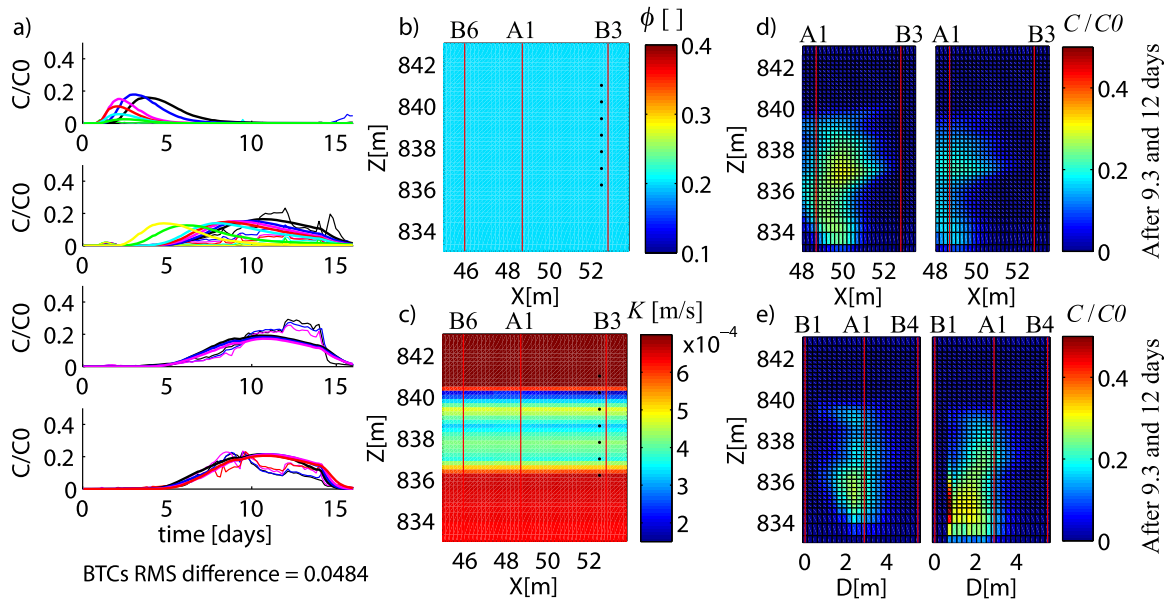 a)
C/C0
0.4
0.2
0
0 5 10 15
C/C0
0.4
0.2
0
0 5 10 15
C/C0
0.4
0.2
0
0 5 10 15
C/C0
0.4
0.2
0
0 5 10 15
time [days]
BTCs RMS difference = 0.0484
b)
B6 A1 B3
ϕ [ ]
Z[m]
842
840
838
836
834
46 48 50 52
X[m]
0.4
0.3
0.2
0.1
c)
B6 A1 B3
K [m/s]
x10⁻⁴
Z[m]
842
840
838
836
834
46 48 50 52
X[m]
6
5
4
3
2
d)
A1 B3 A1 B3
C/C0
Z[m]
842
840
838
836
834
48 50 52 48 50 52
X[m] X[m]
0.4
0.2
0
After 9.3 and 12 days
e)
B1 A1 B4 B1 A1 B4
C/C0
Z[m]
842
840
838
836
834
0 2 4 0 2 4
D[m] D[m]
0.4
0.2
0
After 9.3 and 12 days